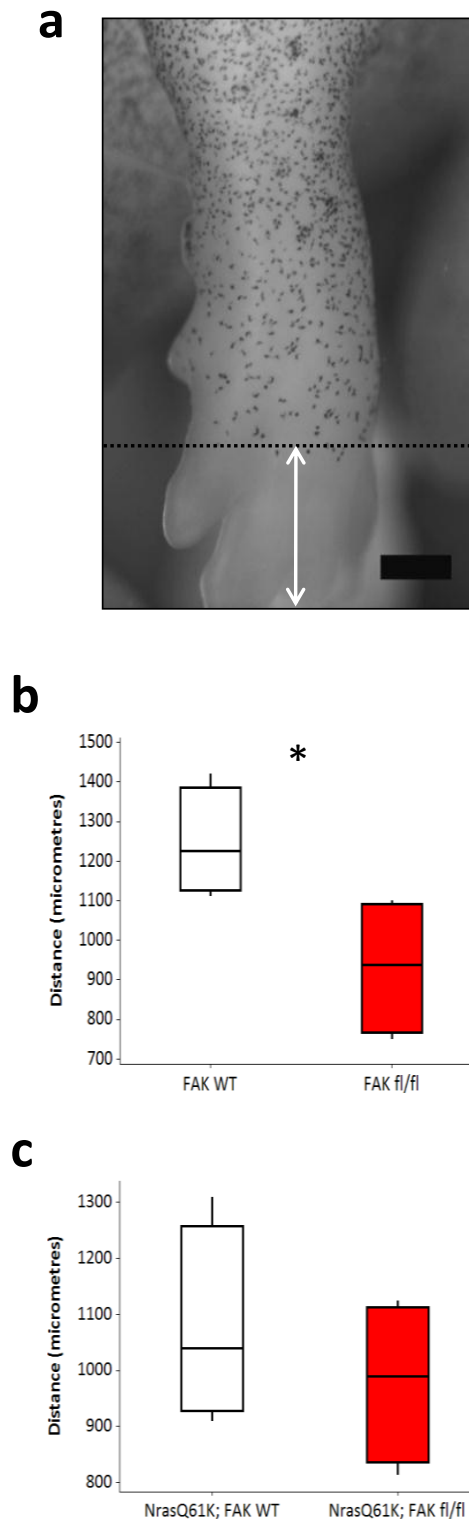 a
b
1500
1400
1300
1200
1100
1000
900
800
700
Distance (micrometres)
*
FAK WT FAK fl/fl
c
1300
1200
1100
1000
900
800
Distance (micrometres)
NrasQ61K; FAK WT NrasQ61K; FAK fl/fl